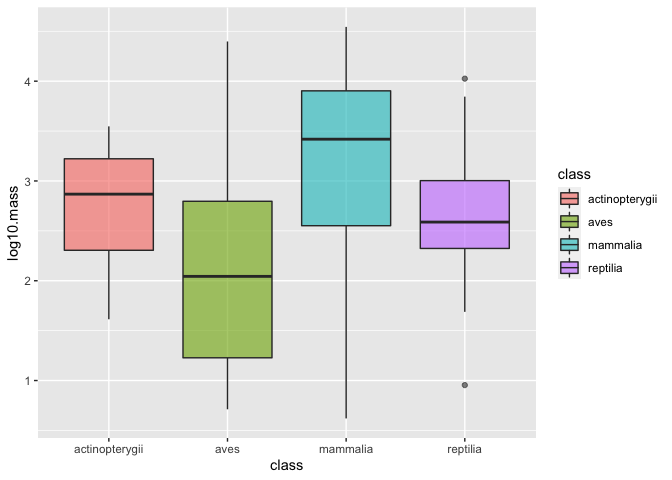 log10.mass
4
3
2
1
actinopterygii aves mammalia reptilia
class
class
actinopterygii
aves
mammalia
reptilia